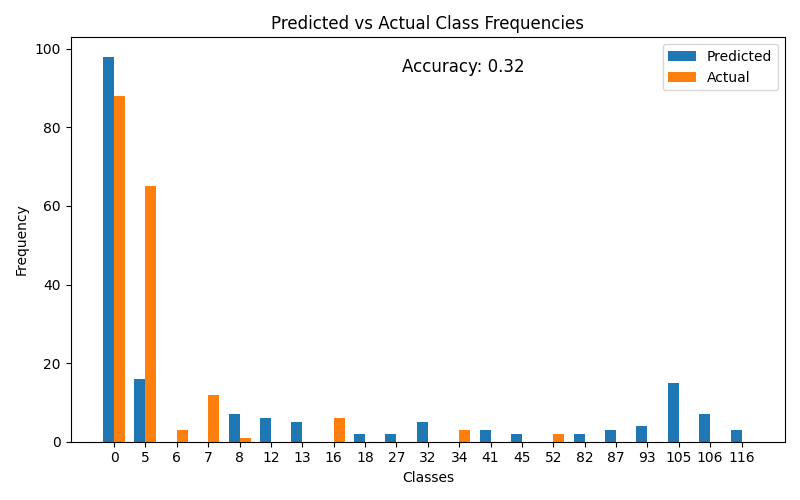 Predicted vs Actual Class Frequencies
Accuracy: 0.32
Predicted
Actual
Frequency
100
80
60
40
20
0
0 5 6 7 8 12 13 16 18 27 32 34 41 45 52 82 87 93 105 106 116
Classes